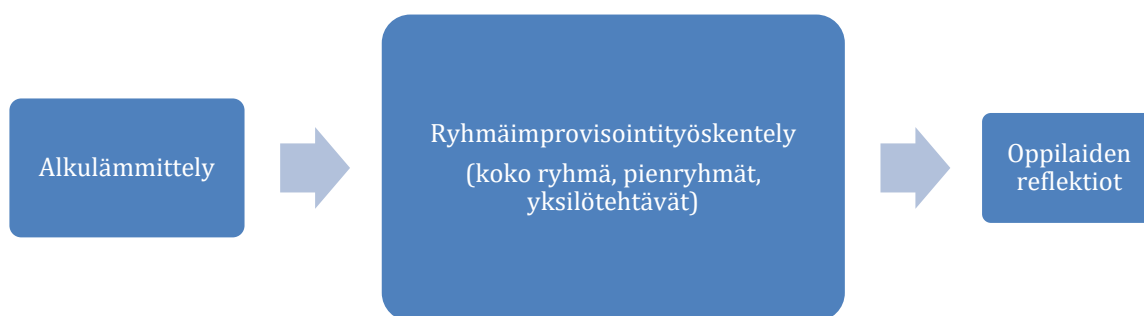 Alkulämmittely
Ryhmäimprovisointityöskentely
(koko ryhmä, pienryhmät,
yksilötehtävät)
Oppilaiden
reflektiot